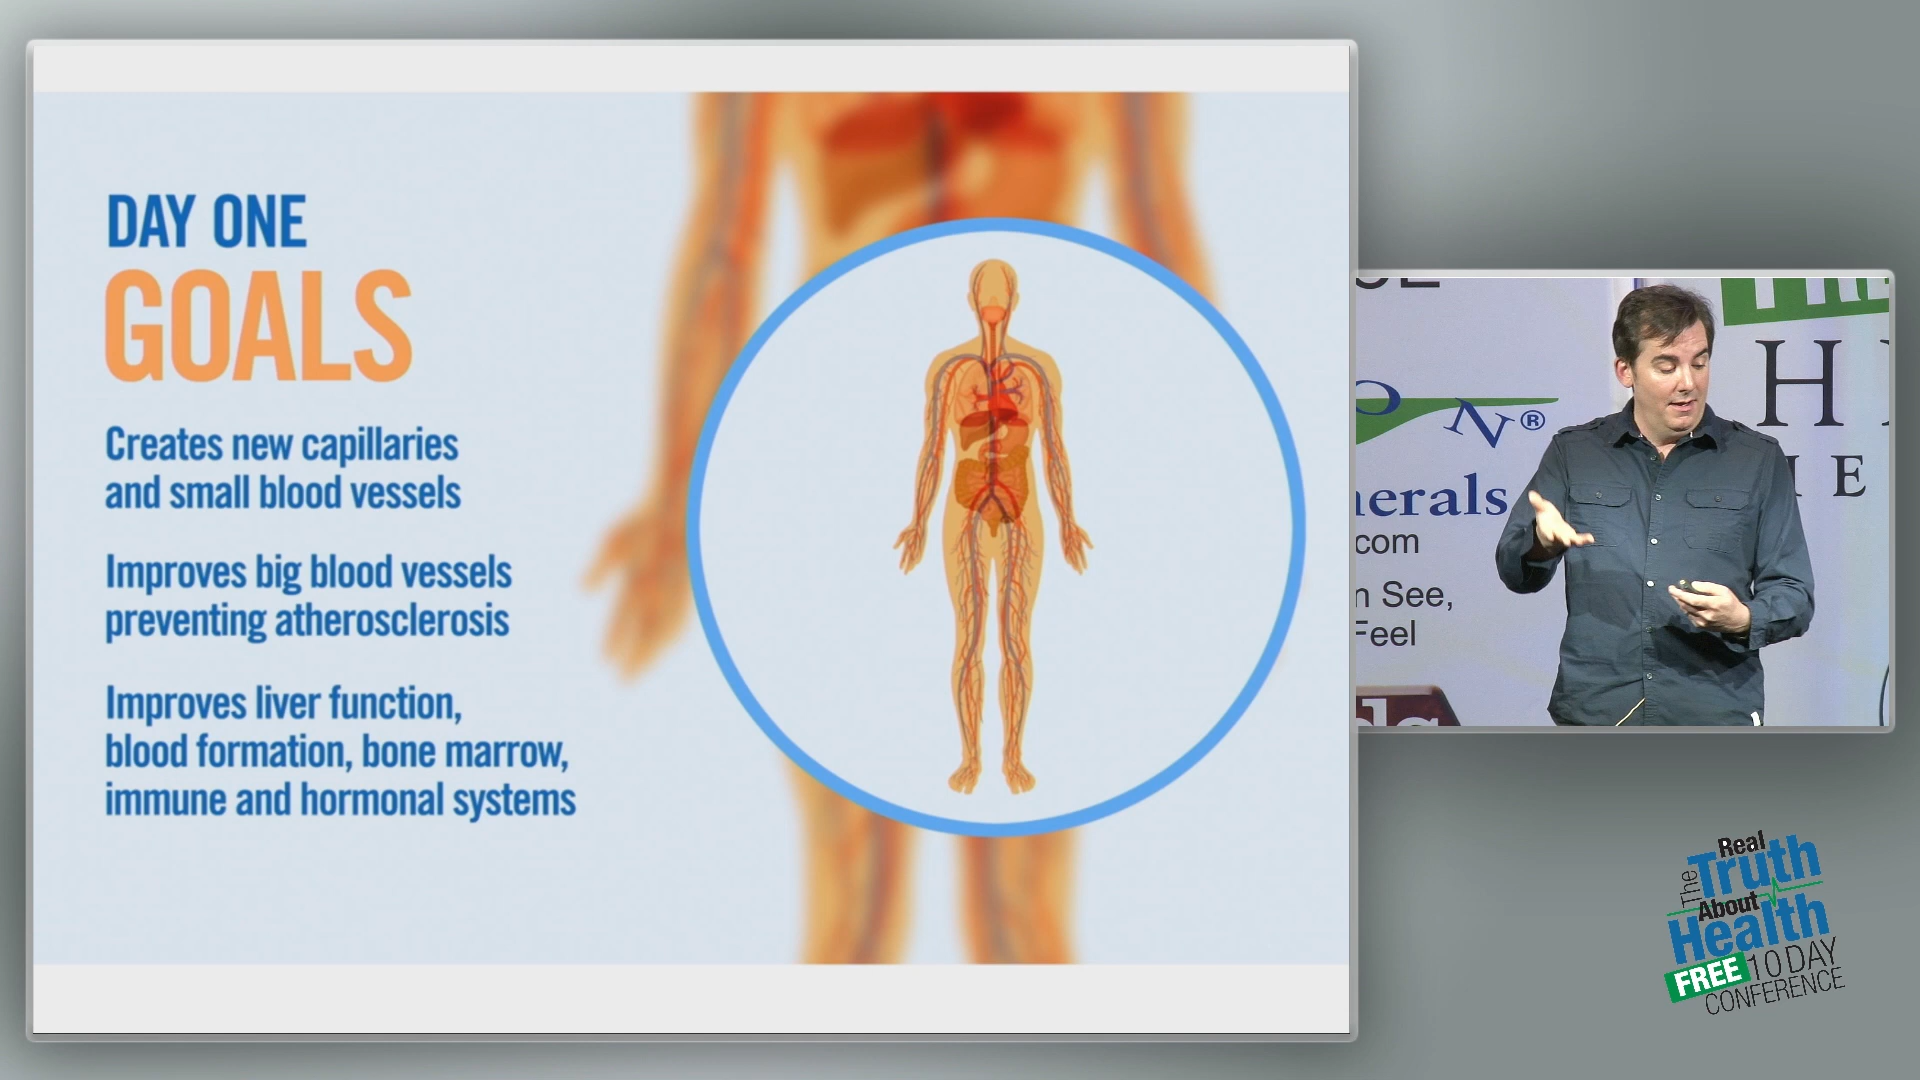 DAY ONE
GOALS
Creates new capillaries
and small blood vessels
Improves big blood vessels
preventing atherosclerosis
Improves liver function,
blood formation, bone marrow,
immune and hormonal systems
N®
com
See,
Feel
H
E
The Real
Truth
About
Health
FREE 10 DAY
CONFERENCE